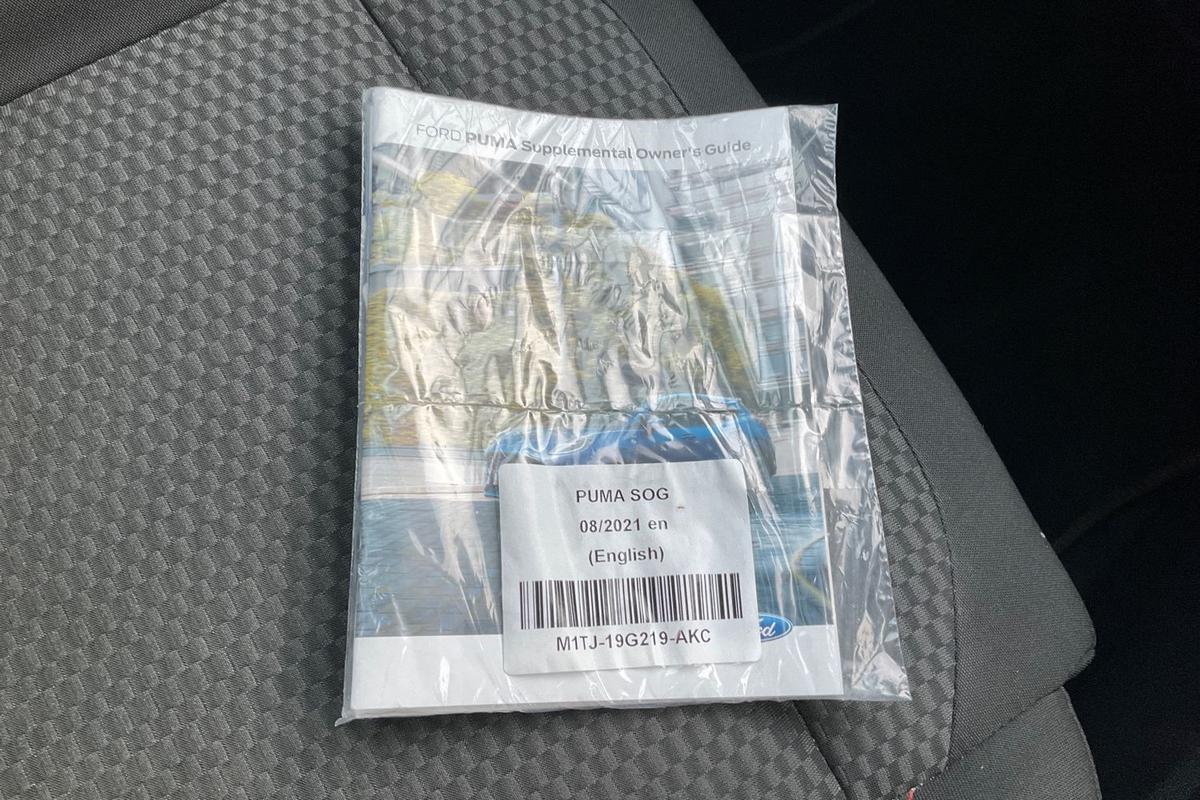 FORD PUMA Supplemental Owner's Guide
PUMA SOG
08/2021 en
(English)
M1TJ-19G219-AKC